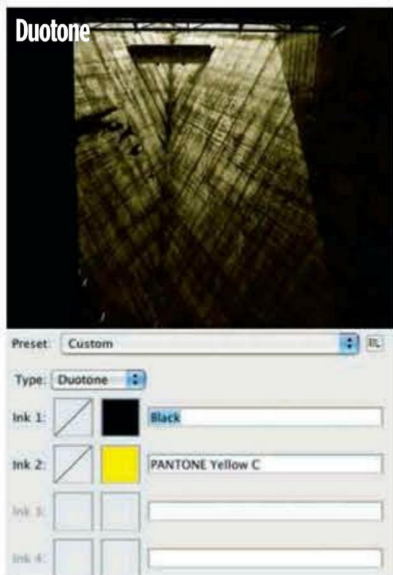 Duotone
Preset: Custom
Type: Duotone
Ink 1: Black
Ink 2: PANTONE Yellow C
Ink 3:
Ink 4: